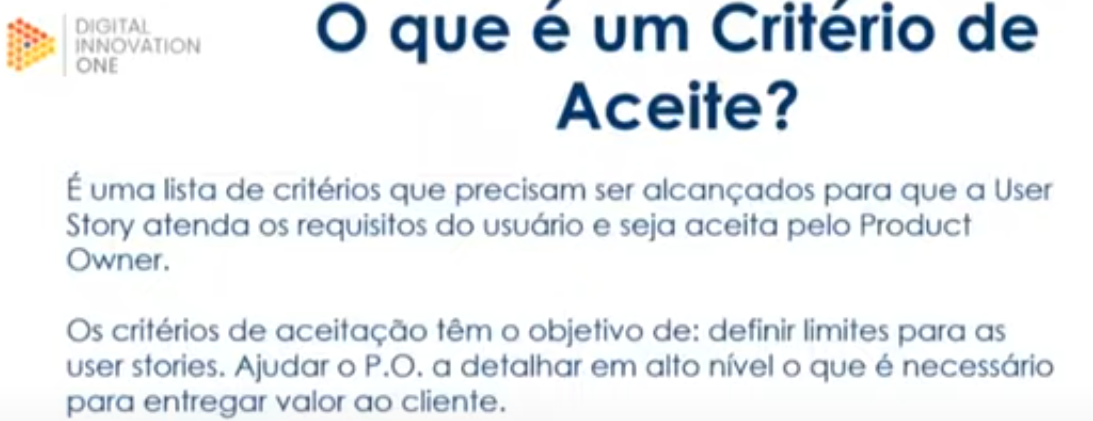 DIGITAL
INNOVATION
ONE
O que é um Critério de
Aceite?
É uma lista de critérios que precisam ser alcançados para que a User
Story atenda os requisitos do usuário e seja aceita pelo Product
Owner.
Os critérios de aceitação têm o objetivo de: definir limites para as
user stories. Ajudar o P.O. a detalhar em alto nível o que é necessário
para entregar valor ao cliente.